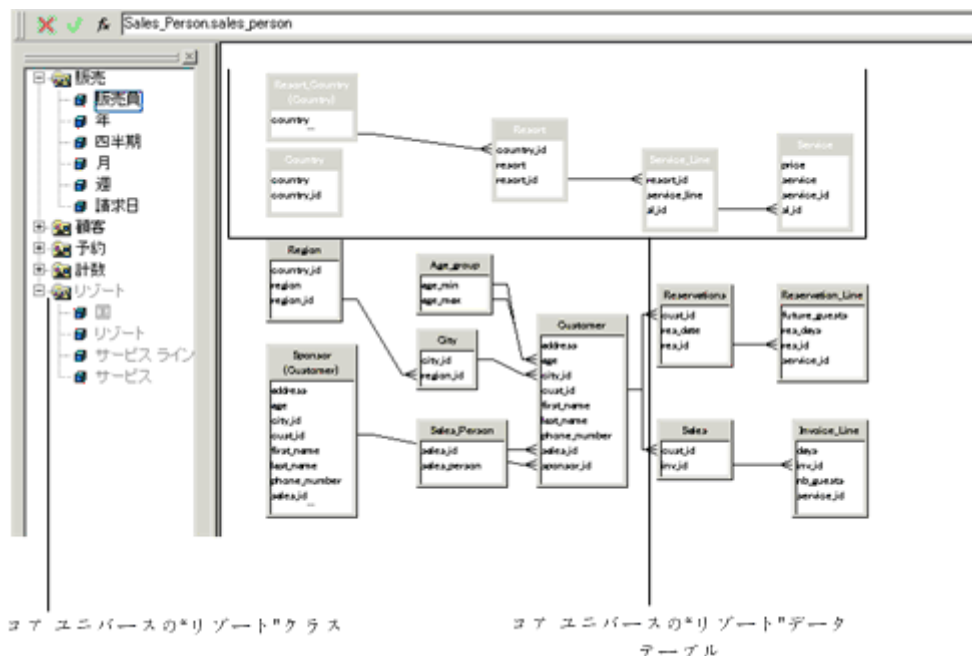 Sales_Person.sales_person
販売
販売員
年
四半期
月
週
請求日
顧客
予約
計数
リゾート
国
リゾート
サービス ライン
サービス
Resort_Country
(Country)
country
...
Country
country
country_id
Resort
country_id
resort
resort_id
Service_Line
resort_id
service_line
sl_id
Service
price
service
service_id
sl_id
Region
country_id
region
region_id
Age_group
age_min
age_max
City
city_id
region_id
Customer
address
age
city_id
cust_id
first_name
last_name
phone_number
sales_id
sponsor_id
Reservations
cust_id
res_date
res_id
Reservation_Line
future_guests
res_days
res_id
service_id
Sponsor
(Customer)
address
age
city_id
cust_id
first_name
last_name
phone_number
sales_id
...
Sales_Person
sales_id
sales_person
Sales
cust_id
inv_id
Invoice_Line
days
inv_id
nb_guests
service_id
コア ユニバースの“リゾート”クラス
コア ユニバースの“リゾート”データ
テーブル